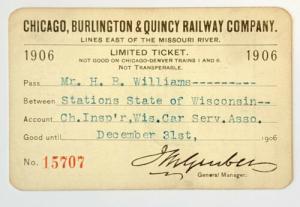 CHICAGO, BURLINGTON & QUINCY RAILWAY COMPANY.
LINES EAST OF THE MISSOURI RIVER.
1906 LIMITED TICKET. 1906
NOT GOOD ON CHICAGO-DENVER TRAINS 1 AND 6.
NOT TRANSFERABLE.
Pass Mr. H. R. Williams---------
Between Stations State of Wisconsin--
Account Ch.Insp'r,Wis.Car Serv.Asso.
Good until December 31st, 1906
No. 15707
General Manager.